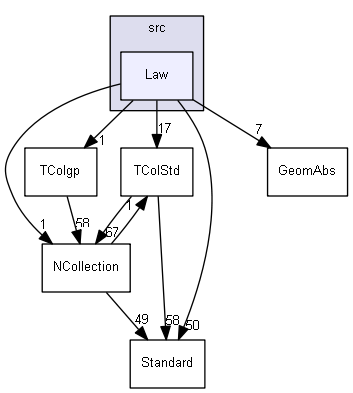 src
Law
1
17
7
TColgp
TColStd
GeomAbs
58
1
67
1
NCollection
49
58
50
Standard